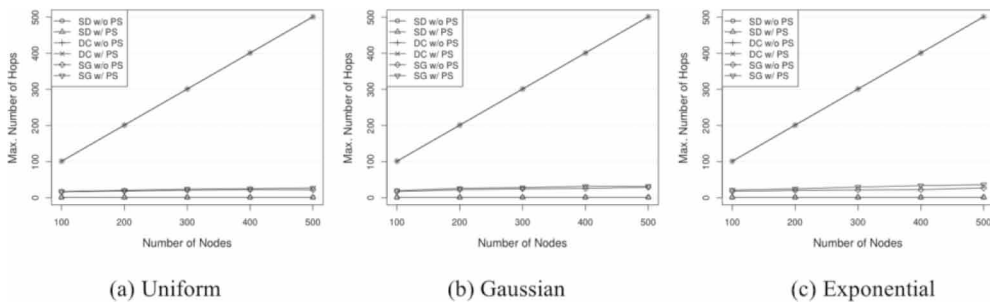 SD w/o PS
SD w/ PS
DC w/o PS
DC w/ PS
SG w/o PS
SG w/ PS
Max. Number of Hops
500
400
300
200
100
0
100 200 300 400 500
Number of Nodes
(a) Uniform
SD w/o PS
SD w/ PS
DC w/o PS
DC w/ PS
SG w/o PS
SG w/ PS
Max. Number of Hops
500
400
300
200
100
0
100 200 300 400 500
Number of Nodes
(b) Gaussian
SD w/o PS
SD w/ PS
DC w/o PS
DC w/ PS
SG w/o PS
SG w/ PS
Max. Number of Hops
500
400
300
200
100
0
100 200 300 400 500
Number of Nodes
(c) Exponential